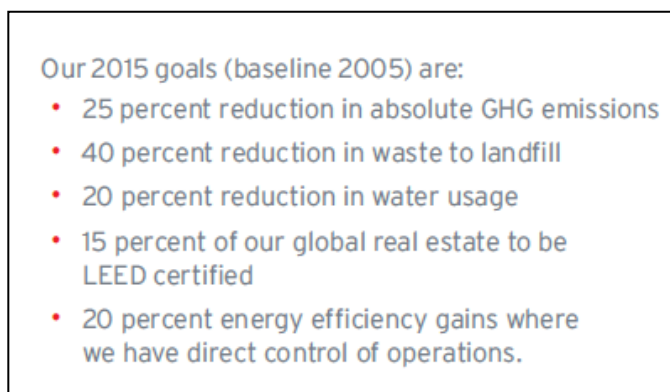 Our 2015 goals (baseline 2005) are:
• 25 percent reduction in absolute GHG emissions
• 40 percent reduction in waste to landfill
• 20 percent reduction in water usage
• 15 percent of our global real estate to be
LEED certified
• 20 percent energy efficiency gains where
we have direct control of operations.